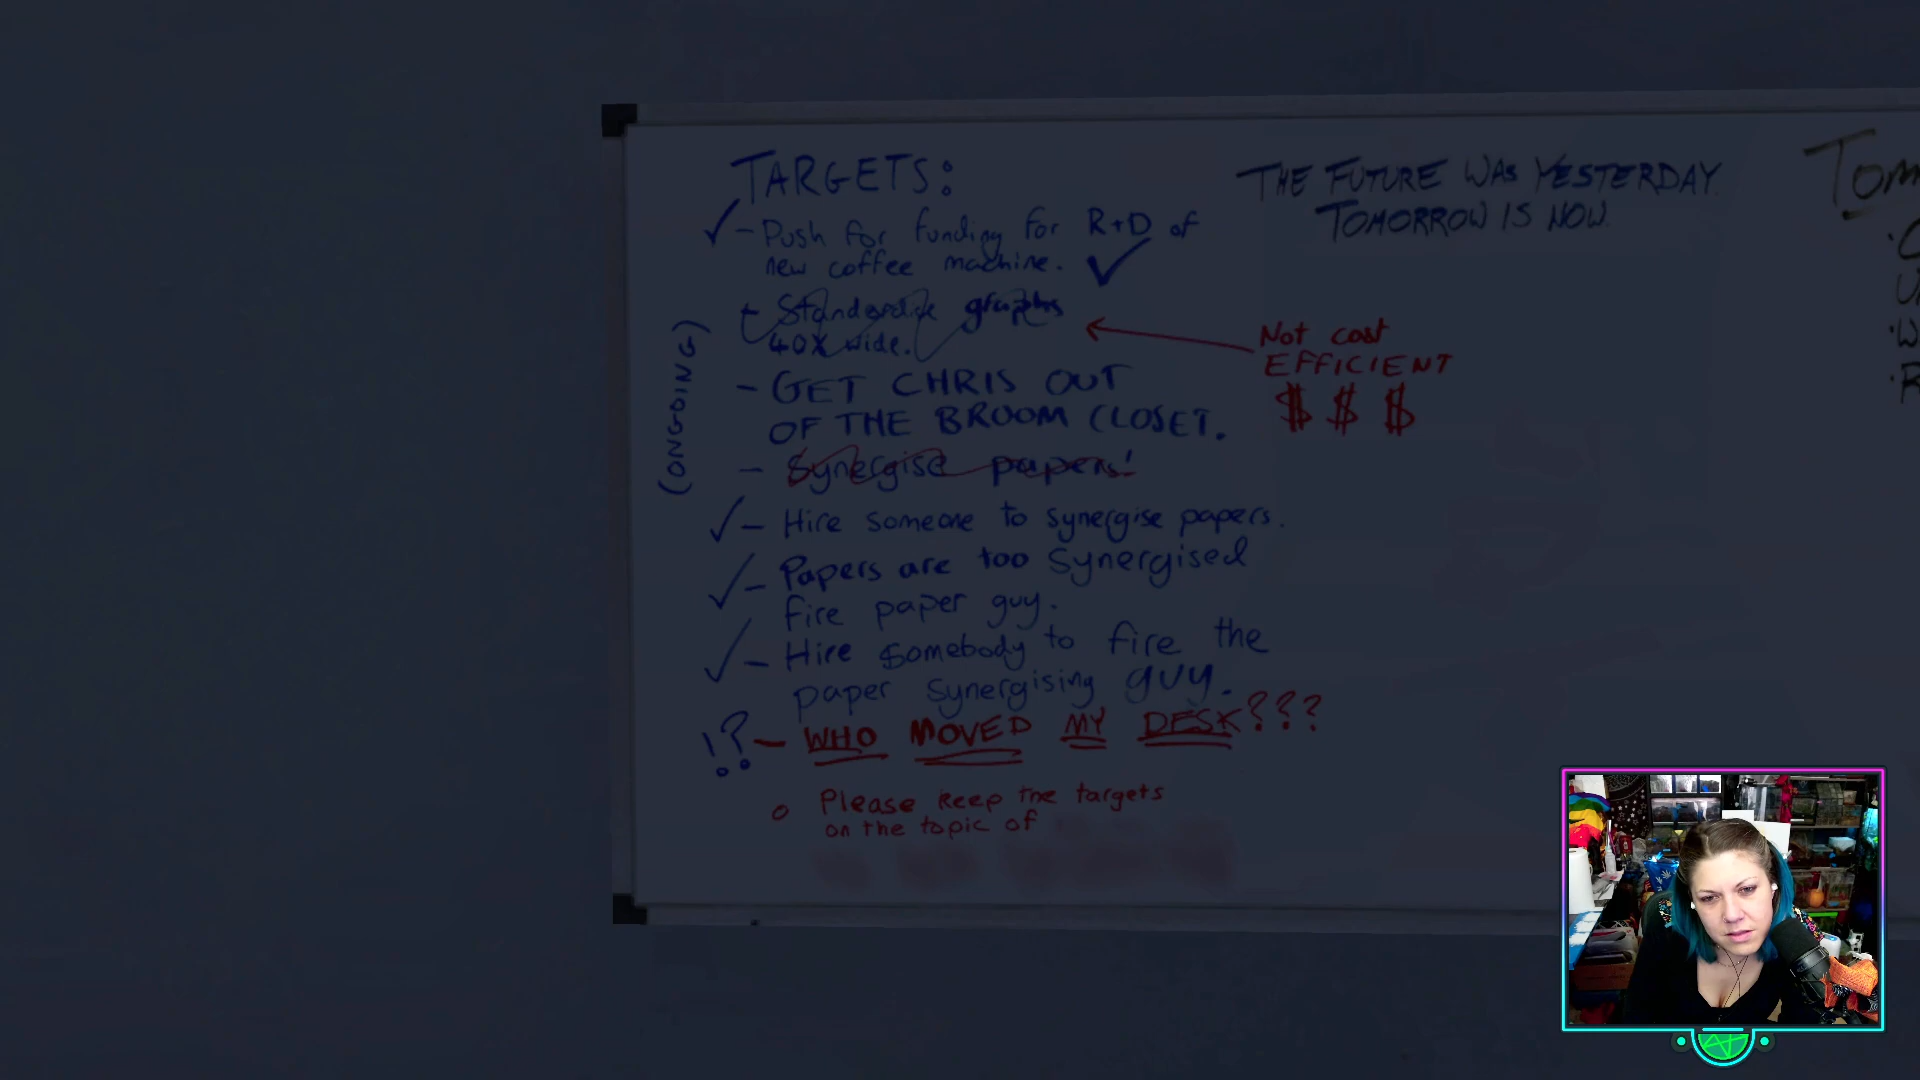 TARGETS:
✓ - Push for funding for R+D of
new coffee machine. ✓
- Standardise graphs
40X wide.
(ONGOING)
- GET CHRIS OUT
OF THE BROOM CLOSET.
- Synergise papers!
✓ - Hire someone to synergise papers.
✓ - Papers are too synergised
fire paper guy.
✓ - Hire somebody to fire the
paper synergising guy.
!? - WHO MOVED MY DESK???
o Please keep the targets
on the topic of
THE FUTURE WAS YESTERDAY.
TOMORROW IS NOW.
Not cost
EFFICIENT
$ $ $